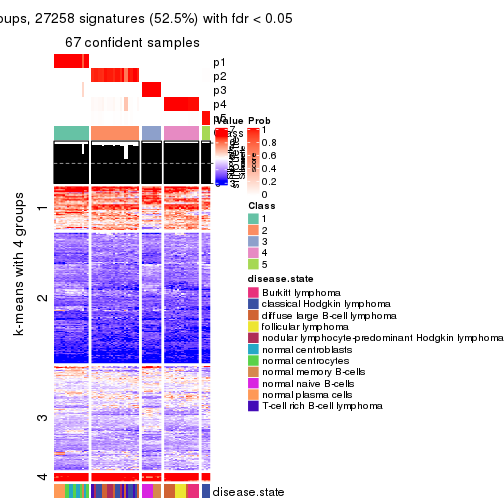 oups, 27258 signatures (52.5%) with fdr < 0.05
67 confident samples
p1
p2
p3
p4
Value
Prob
1
0.8
0.6
0.4
0.2
0
Class
1
2
3
4
5
disease.state
Burkitt lymphoma
classical Hodgkin lymphoma
diffuse large B-cell lymphoma
follicular lymphoma
nodular lymphocyte-predominant Hodgkin lymphoma
normal centroblasts
normal centrocytes
normal memory B-cells
normal naive B-cells
normal plasma cells
T-cell rich B-cell lymphoma
k-means with 4 groups
1
2
3
4
disease.state